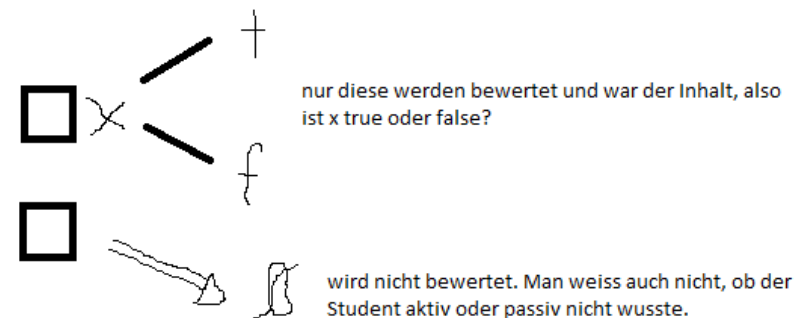 t
x
nur diese werden bewertet und war der Inhalt, also
ist x true oder false?
f
wird nicht bewertet. Man weiss auch nicht, ob der
Student aktiv oder passiv nicht wusste.